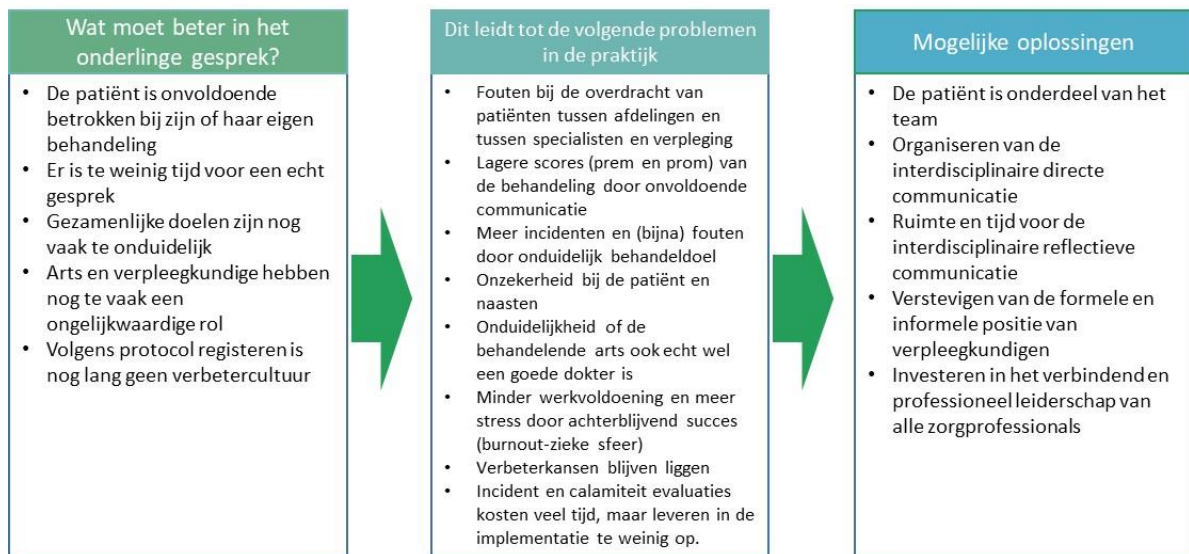 Wat moet beter in het
onderlinge gesprek?
• De patiënt is onvoldoende
betrokken bij zijn of haar eigen
behandeling
• Er is te weinig tijd voor een echt
gesprek
• Gezamenlijke doelen zijn nog
vaak te onduidelijk
• Arts en verpleegkundige hebben
nog te vaak een
ongelijkwaardige rol
• Volgens protocol registeren is
nog lang geen verbetercultuur
Dit leidt tot de volgende problemen
in de praktijk
• Fouten bij de overdracht van
patiënten tussen afdelingen en
tussen specialisten en verpleging
• Lagere scores (prem en prom) van
de behandeling door onvoldoende
communicatie
• Meer incidenten en (bijna) fouten
door onduidelijk behandeldoel
• Onzekerheid bij de patiënt en
naasten
• Onduidelijkheid of de
behandelende arts ook echt wel
een goede dokter is
• Minder werkvoldoening en meer
stress door achterblijvend succes
(burnout-zieke sfeer)
• Verbeterkansen blijven liggen
• Incident en calamiteit evaluaties
kosten veel tijd, maar leveren in de
implementatie te weinig op.
Mogelijke oplossingen
• De patiënt is onderdeel van het
team
• Organiseren van de
interdisciplinaire directe
communicatie
• Ruimte en tijd voor de
interdisciplinaire reflectieve
communicatie
• Verstevigen van de formele en
informele positie van
verpleegkundigen
• Investeren in het verbindend en
professioneel leiderschap van
alle zorgprofessionals